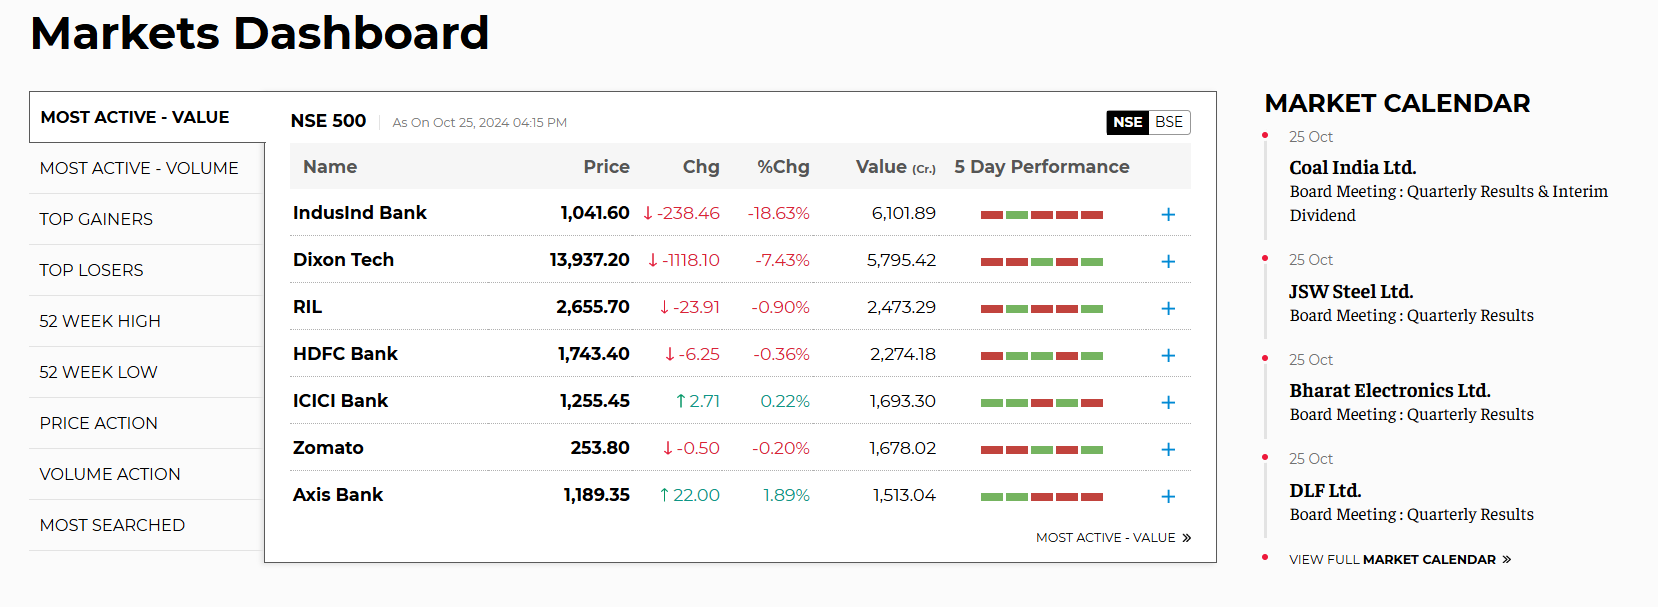 Markets Dashboard
MOST ACTIVE - VALUE
MOST ACTIVE - VOLUME
TOP GAINERS
TOP LOSERS
52 WEEK HIGH
52 WEEK LOW
PRICE ACTION
VOLUME ACTION
MOST SEARCHED
NSE 500 As On Oct 25, 2024 04:15 PM NSE BSE
Name Price Chg %Chg Value (Cr.) 5 Day Performance
IndusInd Bank 1,041.60 ↓ -238.46 -18.63% 6,101.89 +
Dixon Tech 13,937.20 ↓ -1118.10 -7.43% 5,795.42 +
RIL 2,655.70 ↓ -23.91 -0.90% 2,473.29 +
HDFC Bank 1,743.40 ↓ -6.25 -0.36% 2,274.18 +
ICICI Bank 1,255.45 ↑ 2.71 0.22% 1,693.30 +
Zomato 253.80 ↓ -0.50 -0.20% 1,678.02 +
Axis Bank 1,189.35 ↑ 22.00 1.89% 1,513.04 +
MOST ACTIVE - VALUE »
MARKET CALENDAR
25 Oct
Coal India Ltd.
Board Meeting : Quarterly Results & Interim
Dividend
25 Oct
JSW Steel Ltd.
Board Meeting : Quarterly Results
25 Oct
Bharat Electronics Ltd.
Board Meeting : Quarterly Results
25 Oct
DLF Ltd.
Board Meeting : Quarterly Results
VIEW FULL MARKET CALENDAR »